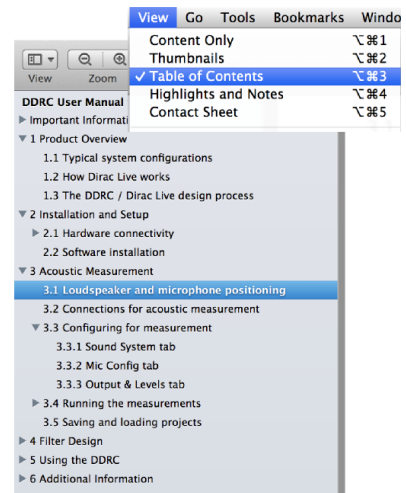 View Go Tools Bookmarks Windo
Content Only ⌥⌘1
Thumbnails ⌥⌘2
✓ Table of Contents ⌥⌘3
Highlights and Notes ⌥⌘4
Contact Sheet ⌥⌘5
View Zoom
DDRC User Manual
Important Informati
1 Product Overview
1.1 Typical system configurations
1.2 How Dirac Live works
1.3 The DDRC / Dirac Live design process
2 Installation and Setup
2.1 Hardware connectivity
2.2 Software installation
3 Acoustic Measurement
3.1 Loudspeaker and microphone positioning
3.2 Connections for acoustic measurement
3.3 Configuring for measurement
3.3.1 Sound System tab
3.3.2 Mic Config tab
3.3.3 Output & Levels tab
3.4 Running the measurements
3.5 Saving and loading projects
4 Filter Design
5 Using the DDRC
6 Additional Information